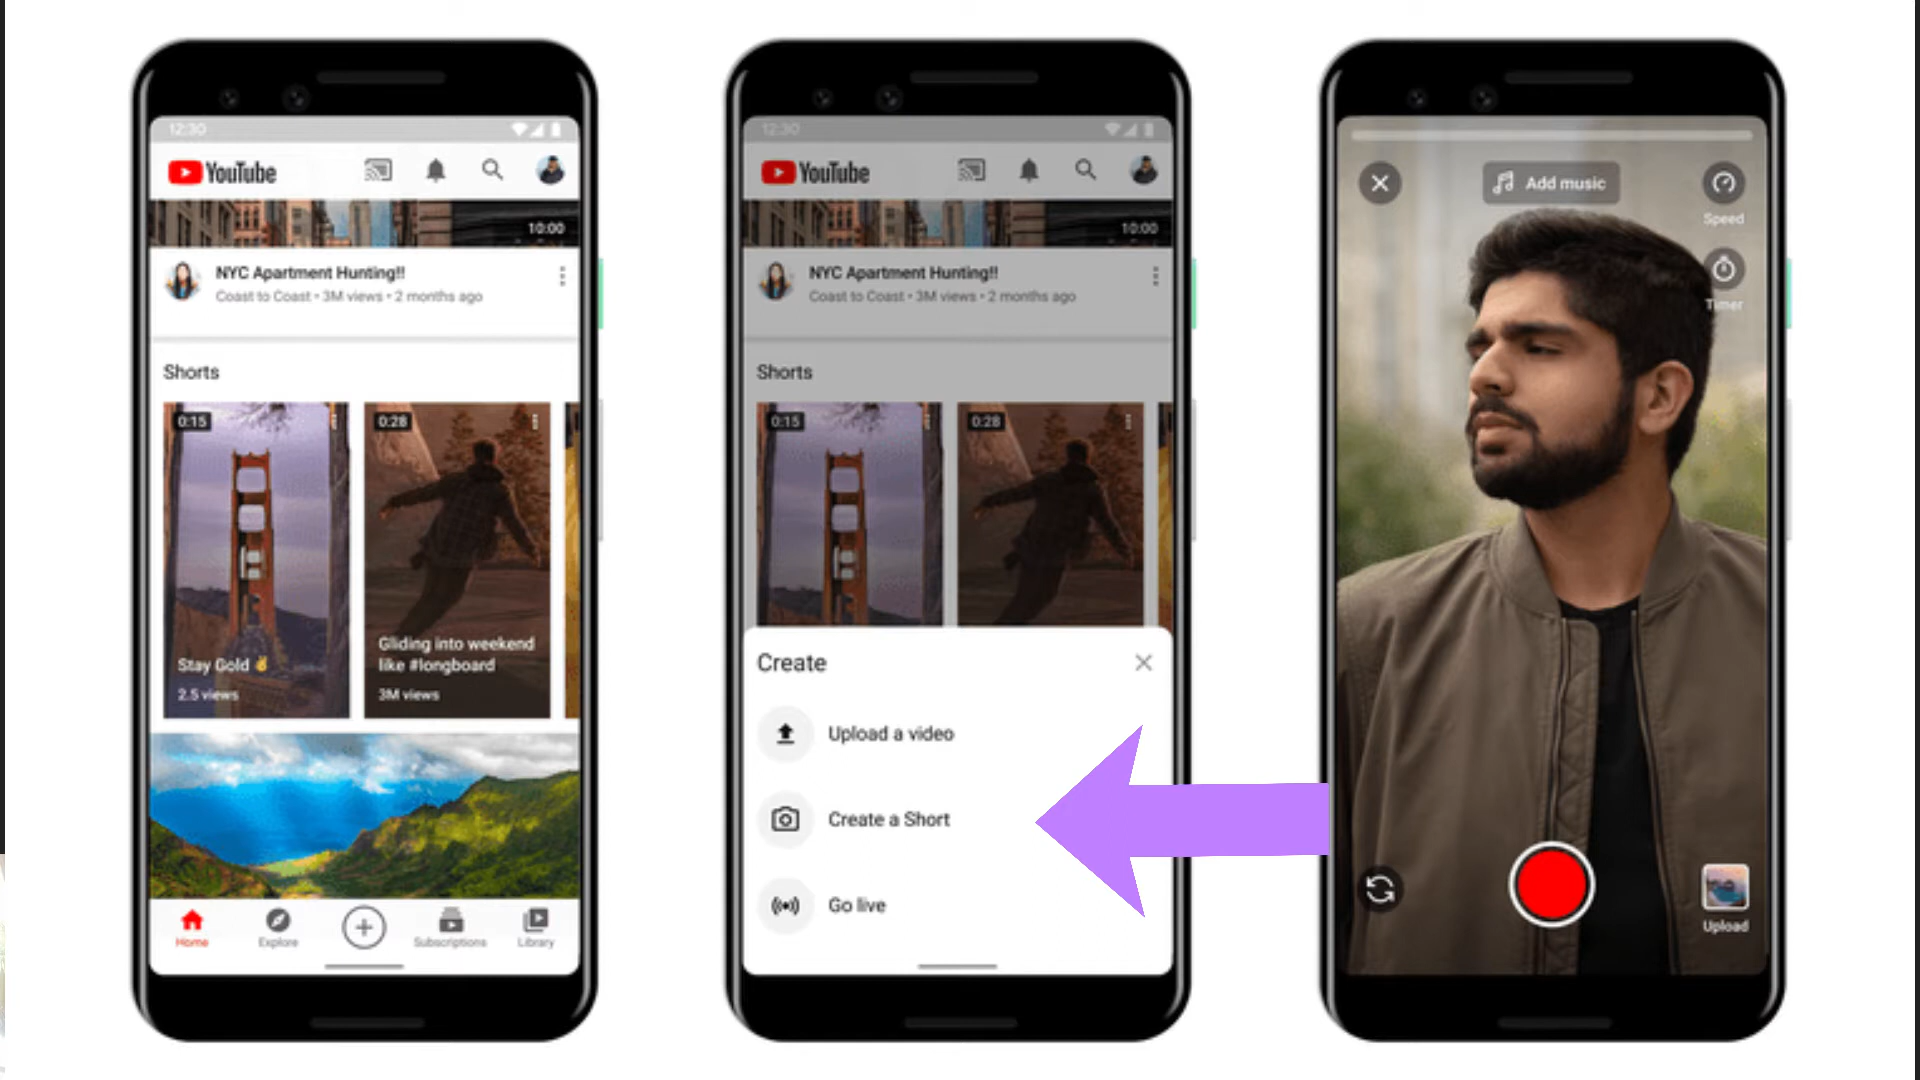 12:30
YouTube
10:00
NYC Apartment Hunting!!
Coast to Coast • 3M views • 2 months ago
Shorts
0:15
0:28
Stay Gold ✌️
2.5 views
Gliding into weekend
like #longboard
3M views
Home
Explore
Subscriptions
Library
12:30
YouTube
10:00
NYC Apartment Hunting!!
Coast to Coast • 3M views • 2 months ago
Shorts
0:15
0:28
Create
Upload a video
Create a Short
Go live
Add music
Speed
Timer
Upload